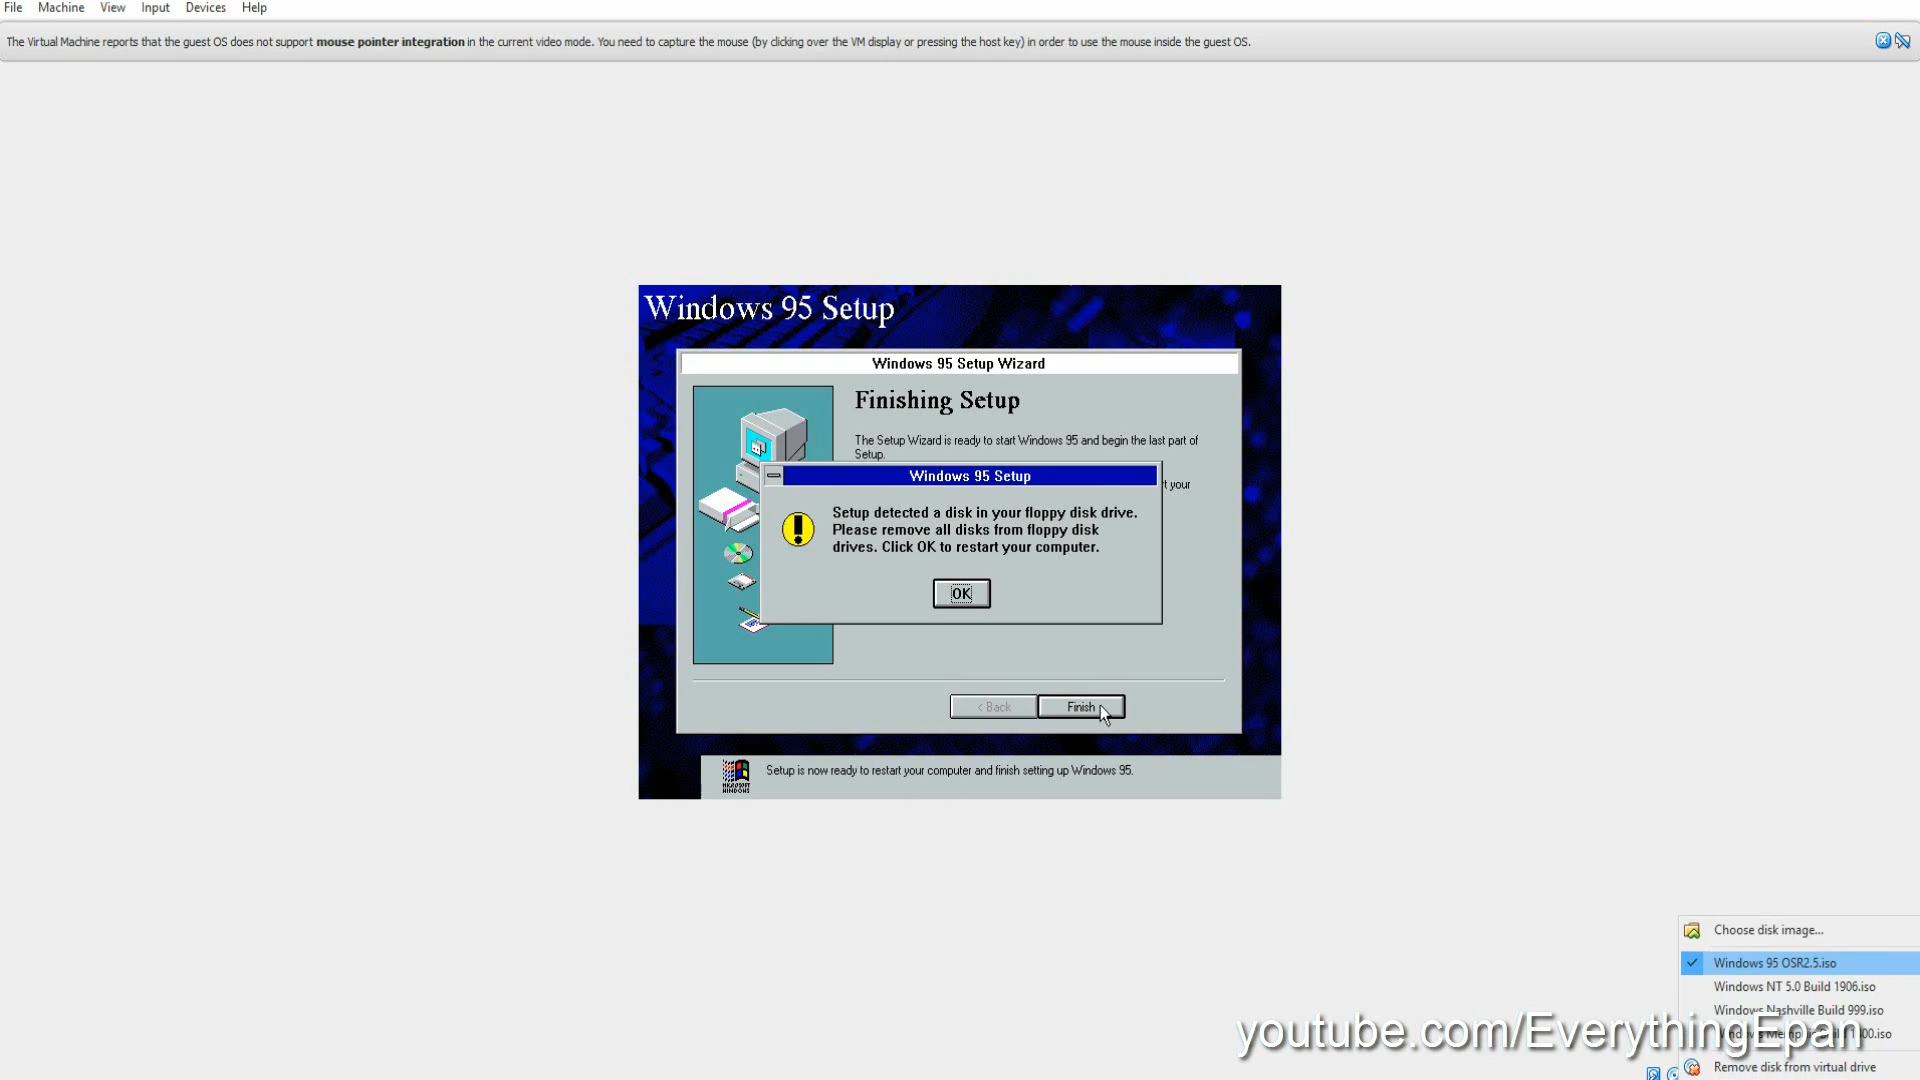 File Machine View Input Devices Help
The Virtual Machine reports that the guest OS does not support mouse pointer integration in the current video mode. You need to capture the mouse (by clicking over the VM display or pressing the host key) in order to use the mouse inside the guest OS.
Windows 95 Setup
Windows 95 Setup Wizard
Finishing Setup
The Setup Wizard is ready to start Windows 95 and begin the last part of
Setup.
Windows 95 Setup
t your
Setup detected a disk in your floppy disk drive.
Please remove all disks from floppy disk
drives. Click OK to restart your computer.
OK
< Back Finish
MICROSOFT
WINDOWS
Setup is now ready to restart your computer and finish setting up Windows 95.
Choose disk image...
Windows 95 OSR2.5.iso
Windows NT 5.0 Build 1906.iso
Windows Nashville Build 999.iso
youtube.com/EverythingEpan
Remove disk from virtual drive